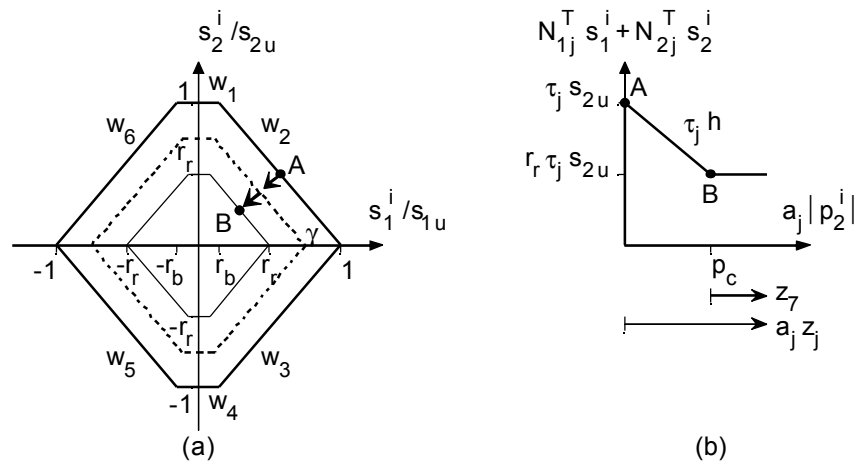 s_2^i/s_2u
1 w_1
w_6 w_2
r_r A
B
γ s_1^i/s_1u
-1 -r_r -r_b r_b r_r 1
-r_r
w_5 w_3
-1 w_4
(a)
N_1j^T s_1^i + N_2j^T s_2^i
A
τ_j s_2u
τ_j h
r_r τ_j s_2u
B
a_j |p_2^i|
p_c
z_7
a_j z_j
(b)